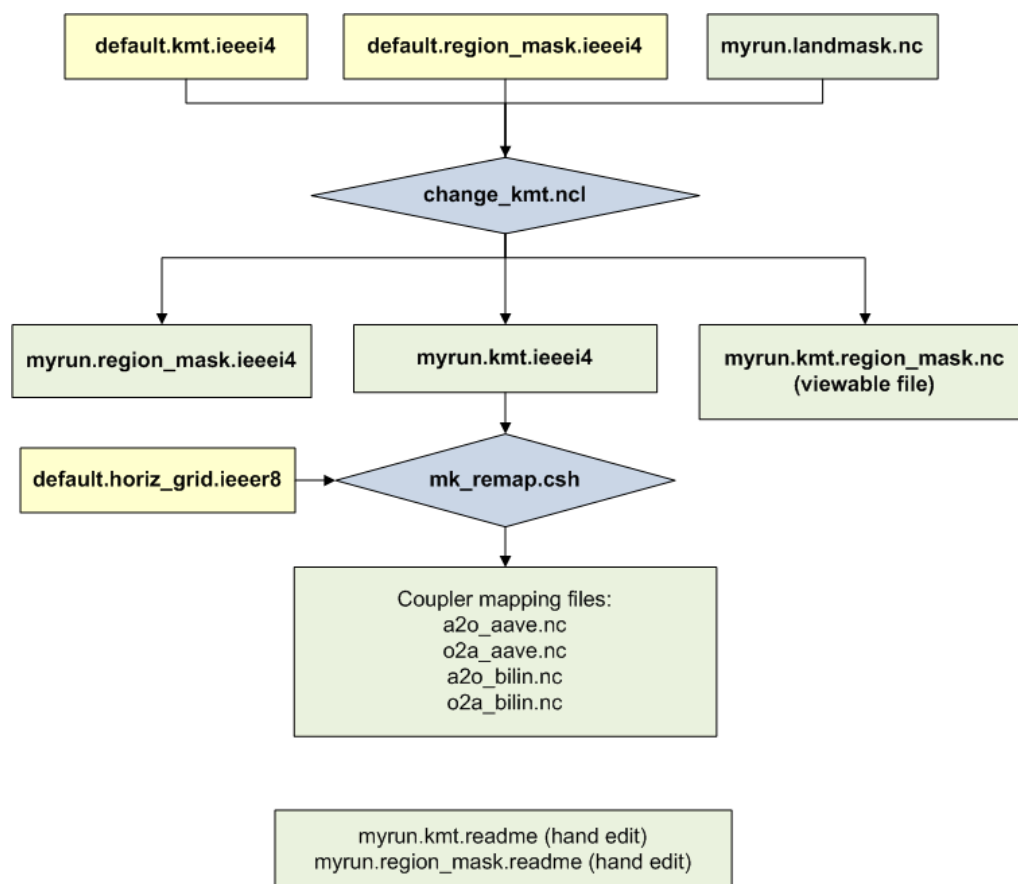 default.kmt.ieeei4
default.region_mask.ieeei4
myrun.landmask.nc
change_kmt.ncl
myrun.region_mask.ieeei4
myrun.kmt.ieeei4
myrun.kmt.region_mask.nc
(viewable file)
default.horiz_grid.ieeer8
mk_remap.csh
Coupler mapping files:
a2o_aave.nc
o2a_aave.nc
a2o_bilin.nc
o2a_bilin.nc
myrun.kmt.readme (hand edit)
myrun.region_mask.readme (hand edit)